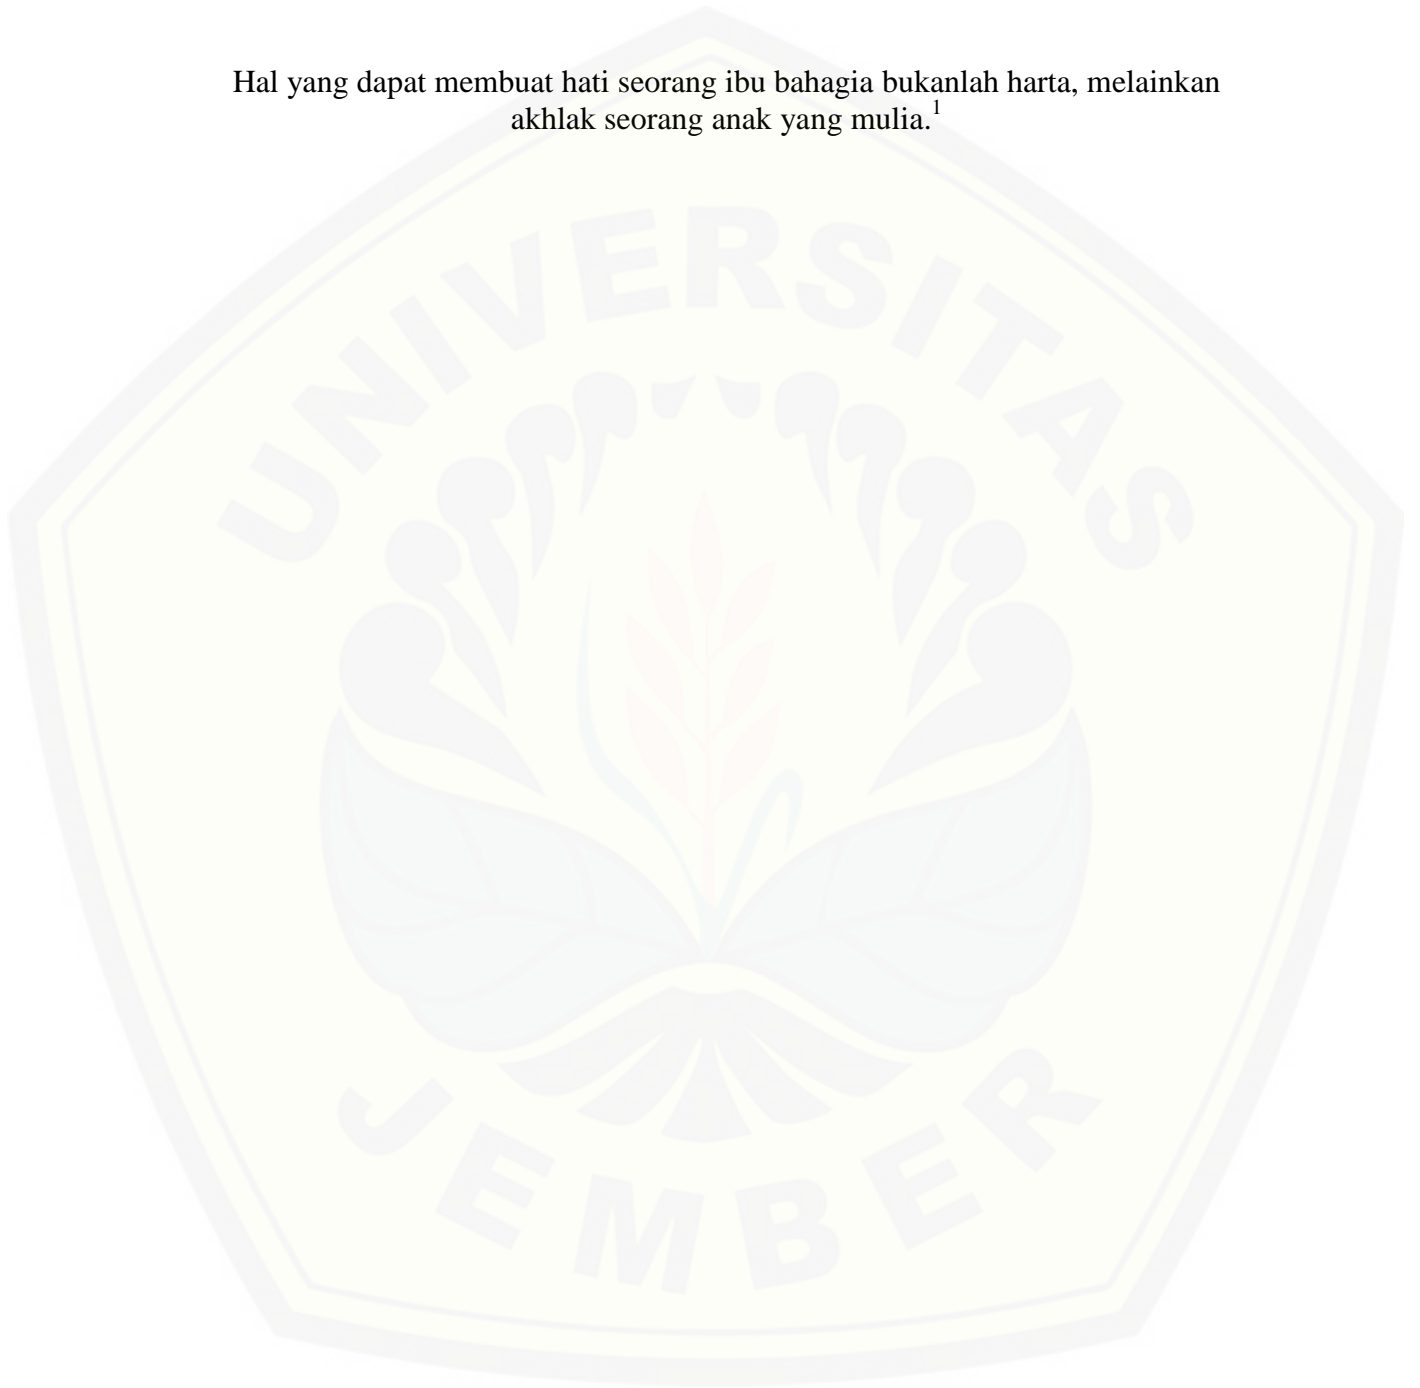 Hal yang dapat membuat hati seorang ibu bahagia bukanlah harta, melainkan
akhlak seorang anak yang mulia.¹
UNIVERSITAS
JEMBER